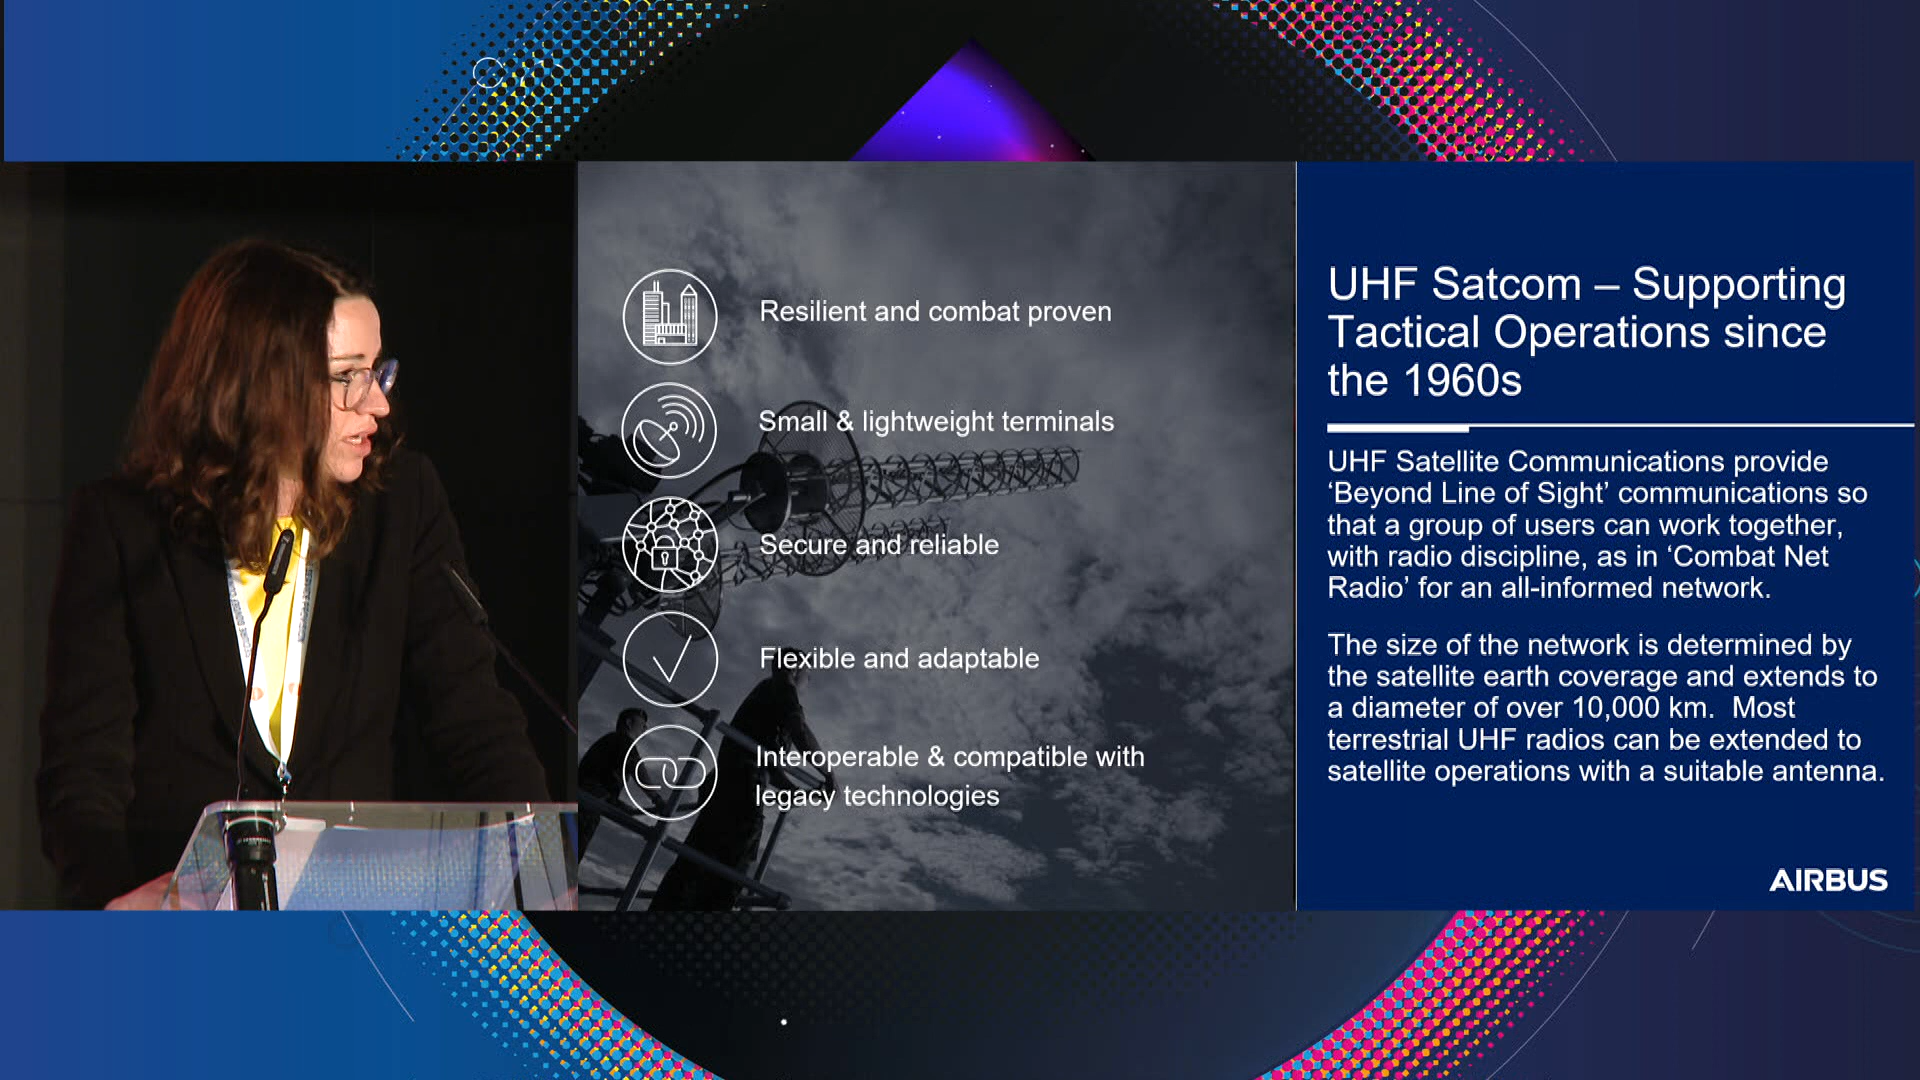 Resilient and combat proven
Small & lightweight terminals
Secure and reliable
Flexible and adaptable
Interoperable & compatible with
legacy technologies
UHF Satcom – Supporting
Tactical Operations since
the 1960s
UHF Satellite Communications provide
‘Beyond Line of Sight’ communications so
that a group of users can work together,
with radio discipline, as in ‘Combat Net
Radio’ for an all-informed network.
The size of the network is determined by
the satellite earth coverage and extends to
a diameter of over 10,000 km.  Most
terrestrial UHF radios can be extended to
satellite operations with a suitable antenna.
AIRBUS